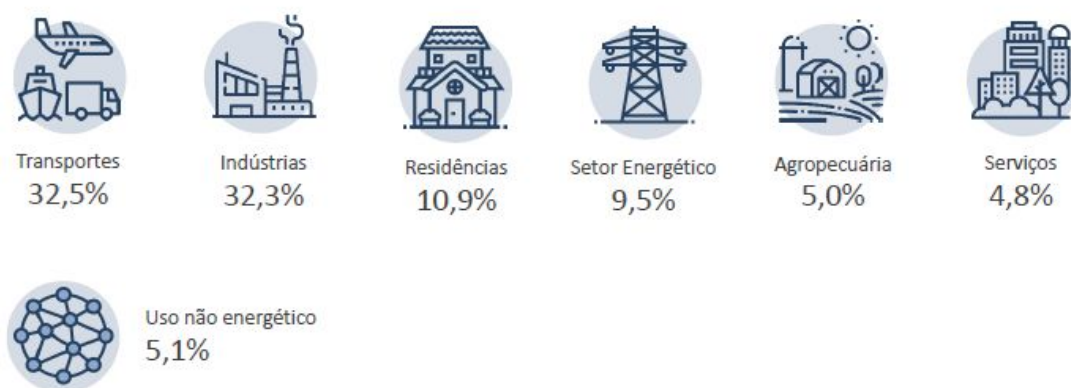 Transportes
32,5%
Indústrias
32,3%
Residências
10,9%
Setor Energético
9,5%
Agropecuária
5,0%
Serviços
4,8%
Uso não energético
5,1%